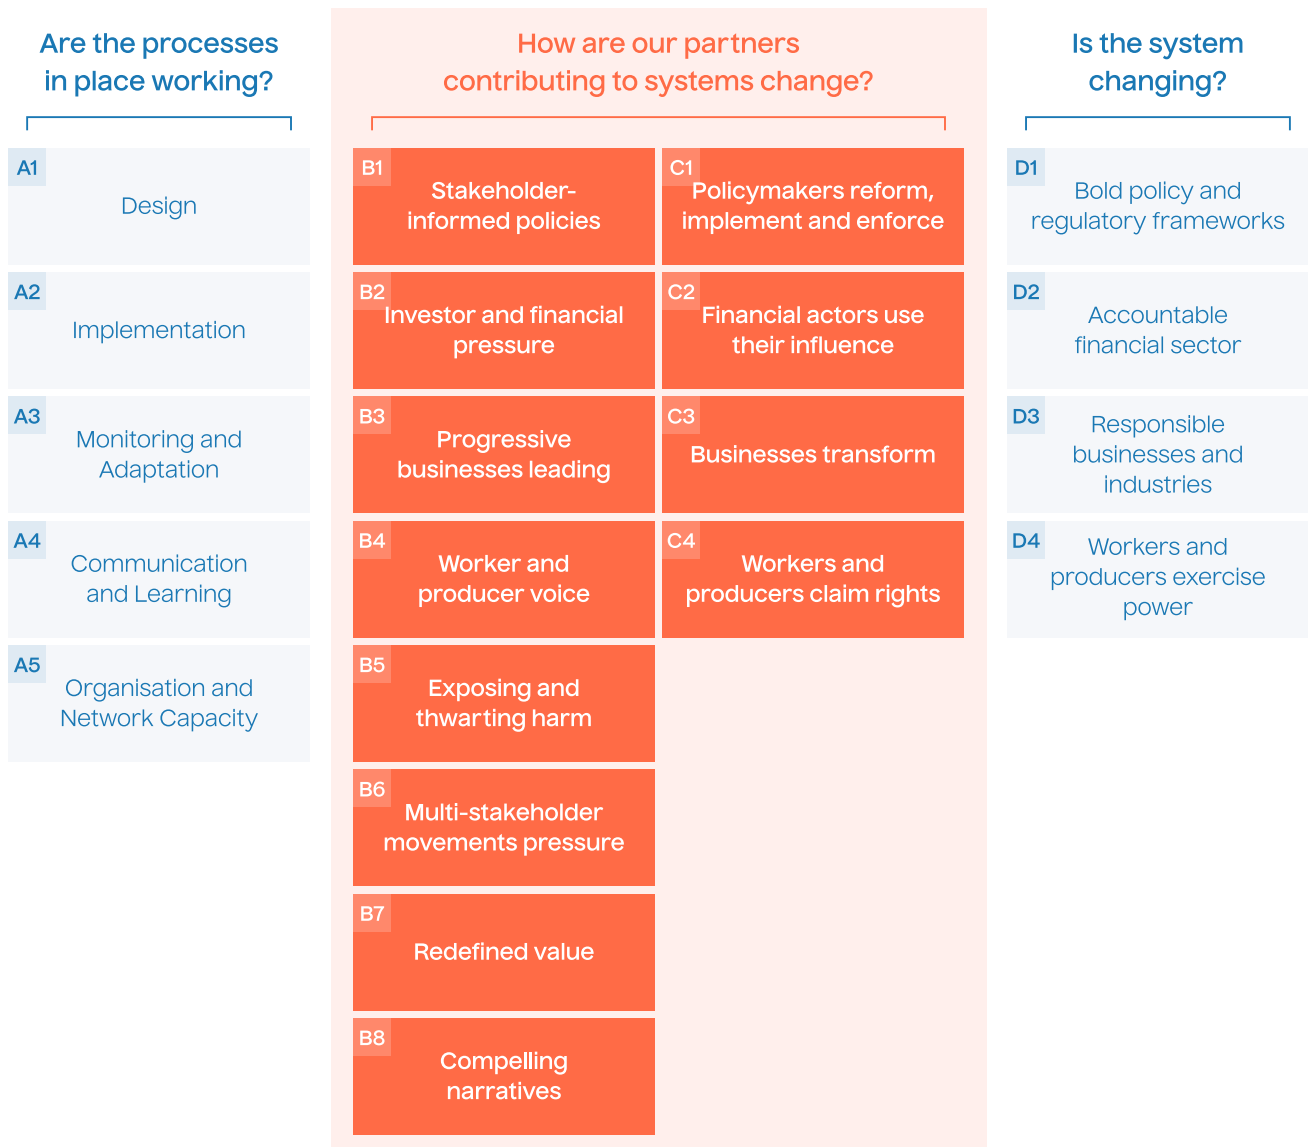 Are the processes
in place working?
A1
Design
A2
Implementation
A3
Monitoring and
Adaptation
A4
Communication
and Learning
A5
Organisation and
Network Capacity
How are our partners
contributing to systems change?
B1
Stakeholder-
informed policies
B2
Investor and financial
pressure
B3
Progressive
businesses leading
B4
Worker and
producer voice
B5
Exposing and
thwarting harm
B6
Multi-stakeholder
movements pressure
B7
Redefined value
B8
Compelling
narratives
C1
Policymakers reform,
implement and enforce
C2
Financial actors use
their influence
C3
Businesses transform
C4
Workers and
producers claim rights
Is the system
changing?
D1
Bold policy and
regulatory frameworks
D2
Accountable
financial sector
D3
Responsible
businesses and
industries
D4
Workers and
producers exercise
power